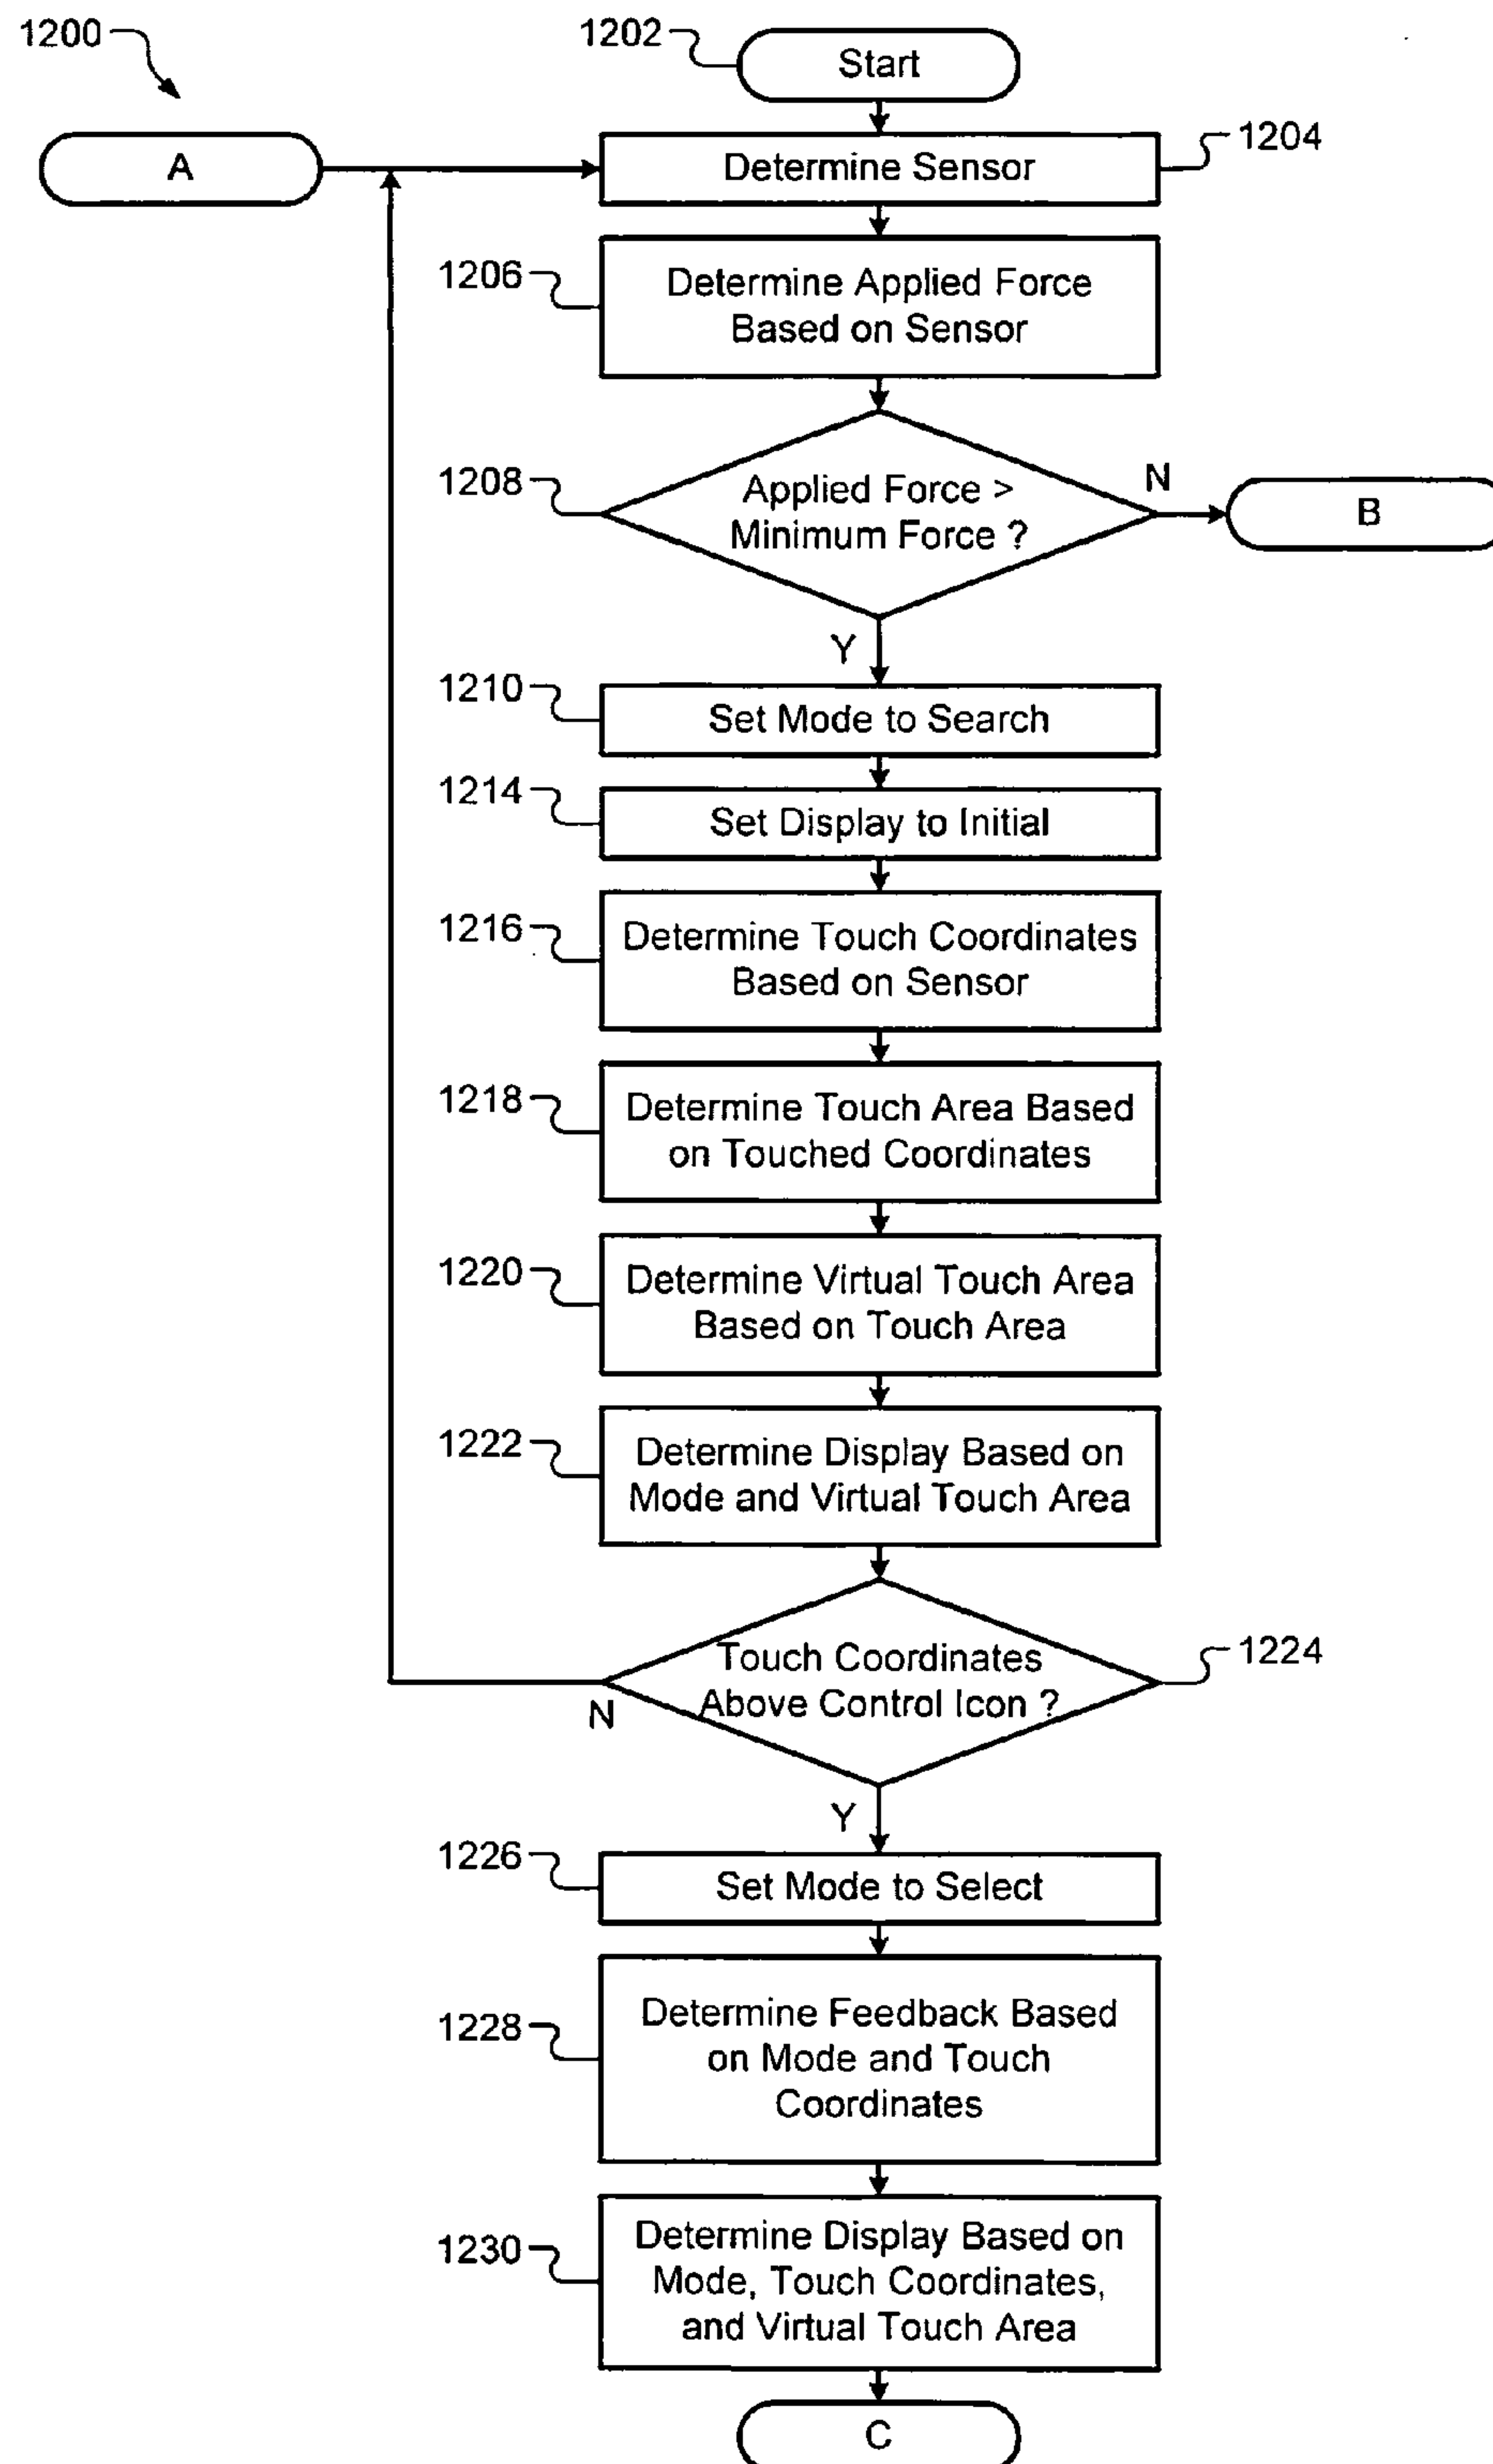 1200
1202
Start
A
Determine Sensor
1204
1206
Determine Applied Force
Based on Sensor
1208
Applied Force >
Minimum Force ?
N
B
Y
1210
Set Mode to Search
1214
Set Display to Initial
1216
Determine Touch Coordinates
Based on Sensor
1218
Determine Touch Area Based
on Touched Coordinates
1220
Determine Virtual Touch Area
Based on Touch Area
1222
Determine Display Based on
Mode and Virtual Touch Area
Touch Coordinates
Above Control Icon ?
1224
N
Y
1226
Set Mode to Select
1228
Determine Feedback Based
on Mode and Touch
Coordinates
1230
Determine Display Based on
Mode, Touch Coordinates,
and Virtual Touch Area
C